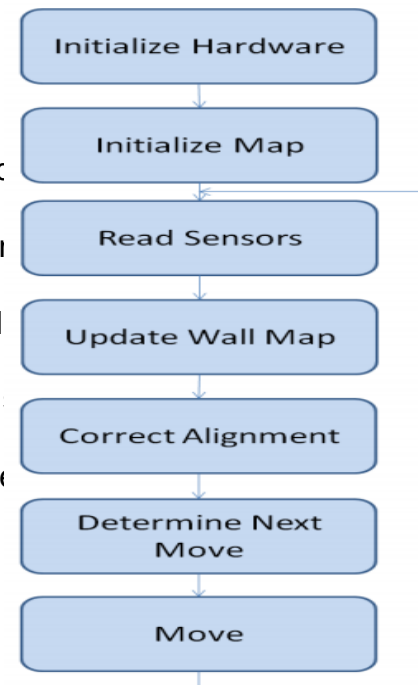 Initialize Hardware
Initialize Map
Read Sensors
Update Wall Map
Correct Alignment
Determine Next
Move
Move